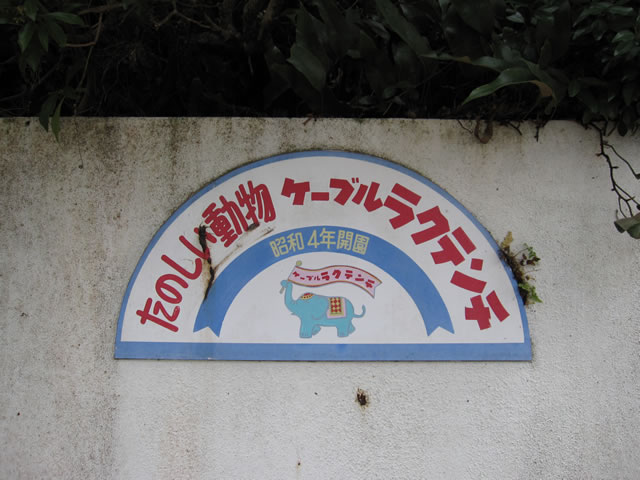 たのしい動物 ケーブルラクテンチ
昭和4年開園
ケーブルラクテンチ